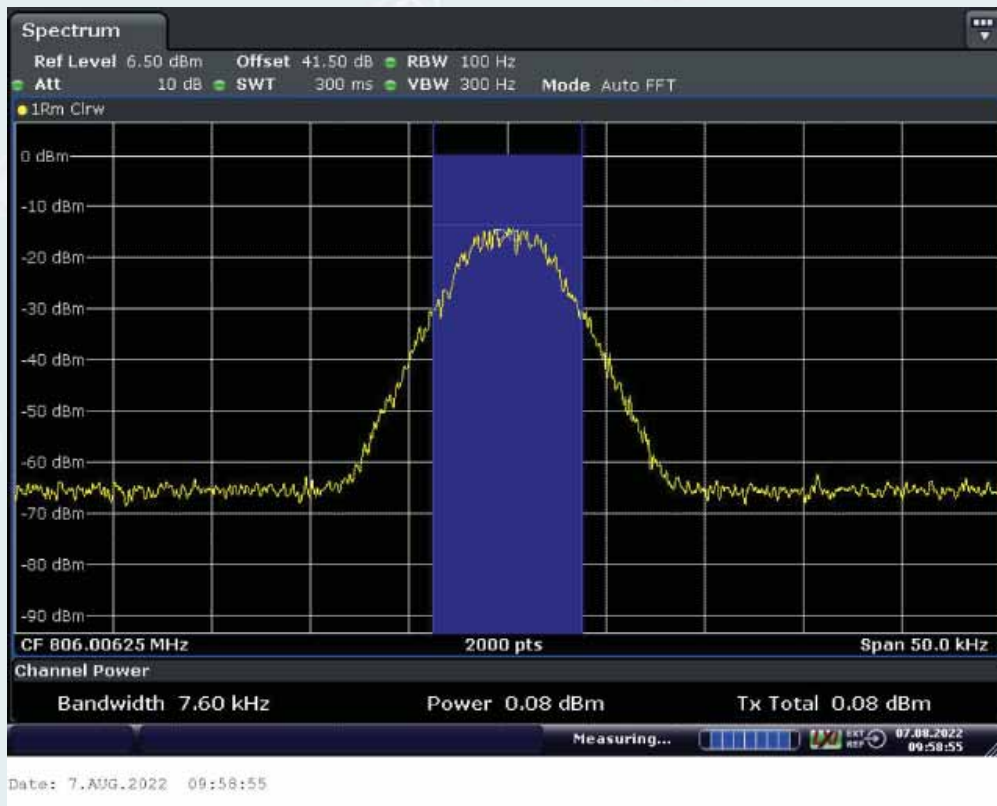 Spectrum
Ref Level 6.50 dBm Offset 41.50 dB RBW 100 Hz
Att 10 dB SWT 300 ms VBW 300 Hz Mode Auto FFT
1Rm Clrw
0 dBm
-10 dBm
-20 dBm
-30 dBm
-40 dBm
-50 dBm
-60 dBm
-70 dBm
-80 dBm
-90 dBm
CF 806.00625 MHz 2000 pts Span 50.0 kHz
Channel Power
Bandwidth 7.60 kHz Power 0.08 dBm Tx Total 0.08 dBm
Measuring... EXT REF 07.08.2022 09:58:55
Date: 7.AUG.2022 09:58:55